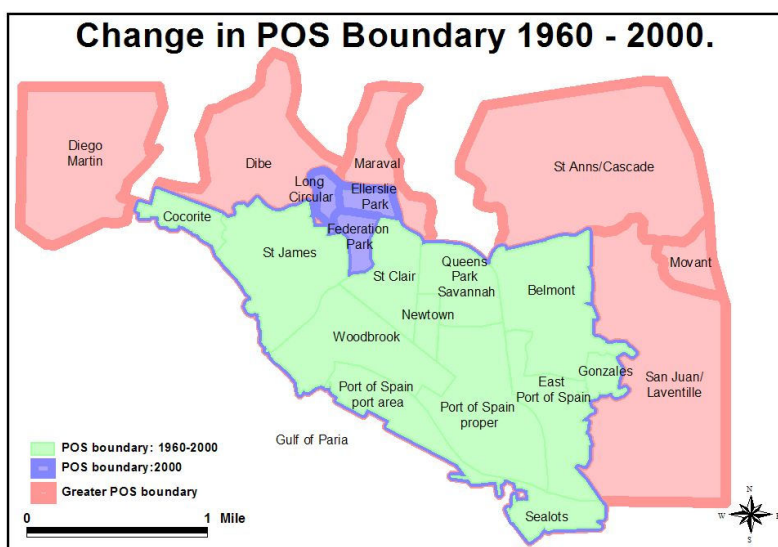 Change in POS Boundary 1960 - 2000.
Diego
Martin
Dibe
Maraval
St Anns/Cascade
Long
Circular
Ellerslie
Park
Cocorite
Federation
Park
St James
St Clair
Queens
Park
Savannah
Movant
Belmont
Newtown
Woodbrook
Gonzales
East
Port of Spain
San Juan/
Laventille
Port of Spain
port area
Port of Spain
proper
Gulf of Paria
POS boundary: 1960-2000
POS boundary:2000
Greater POS boundary
0 1 Mile
Sealots
N
W E
S